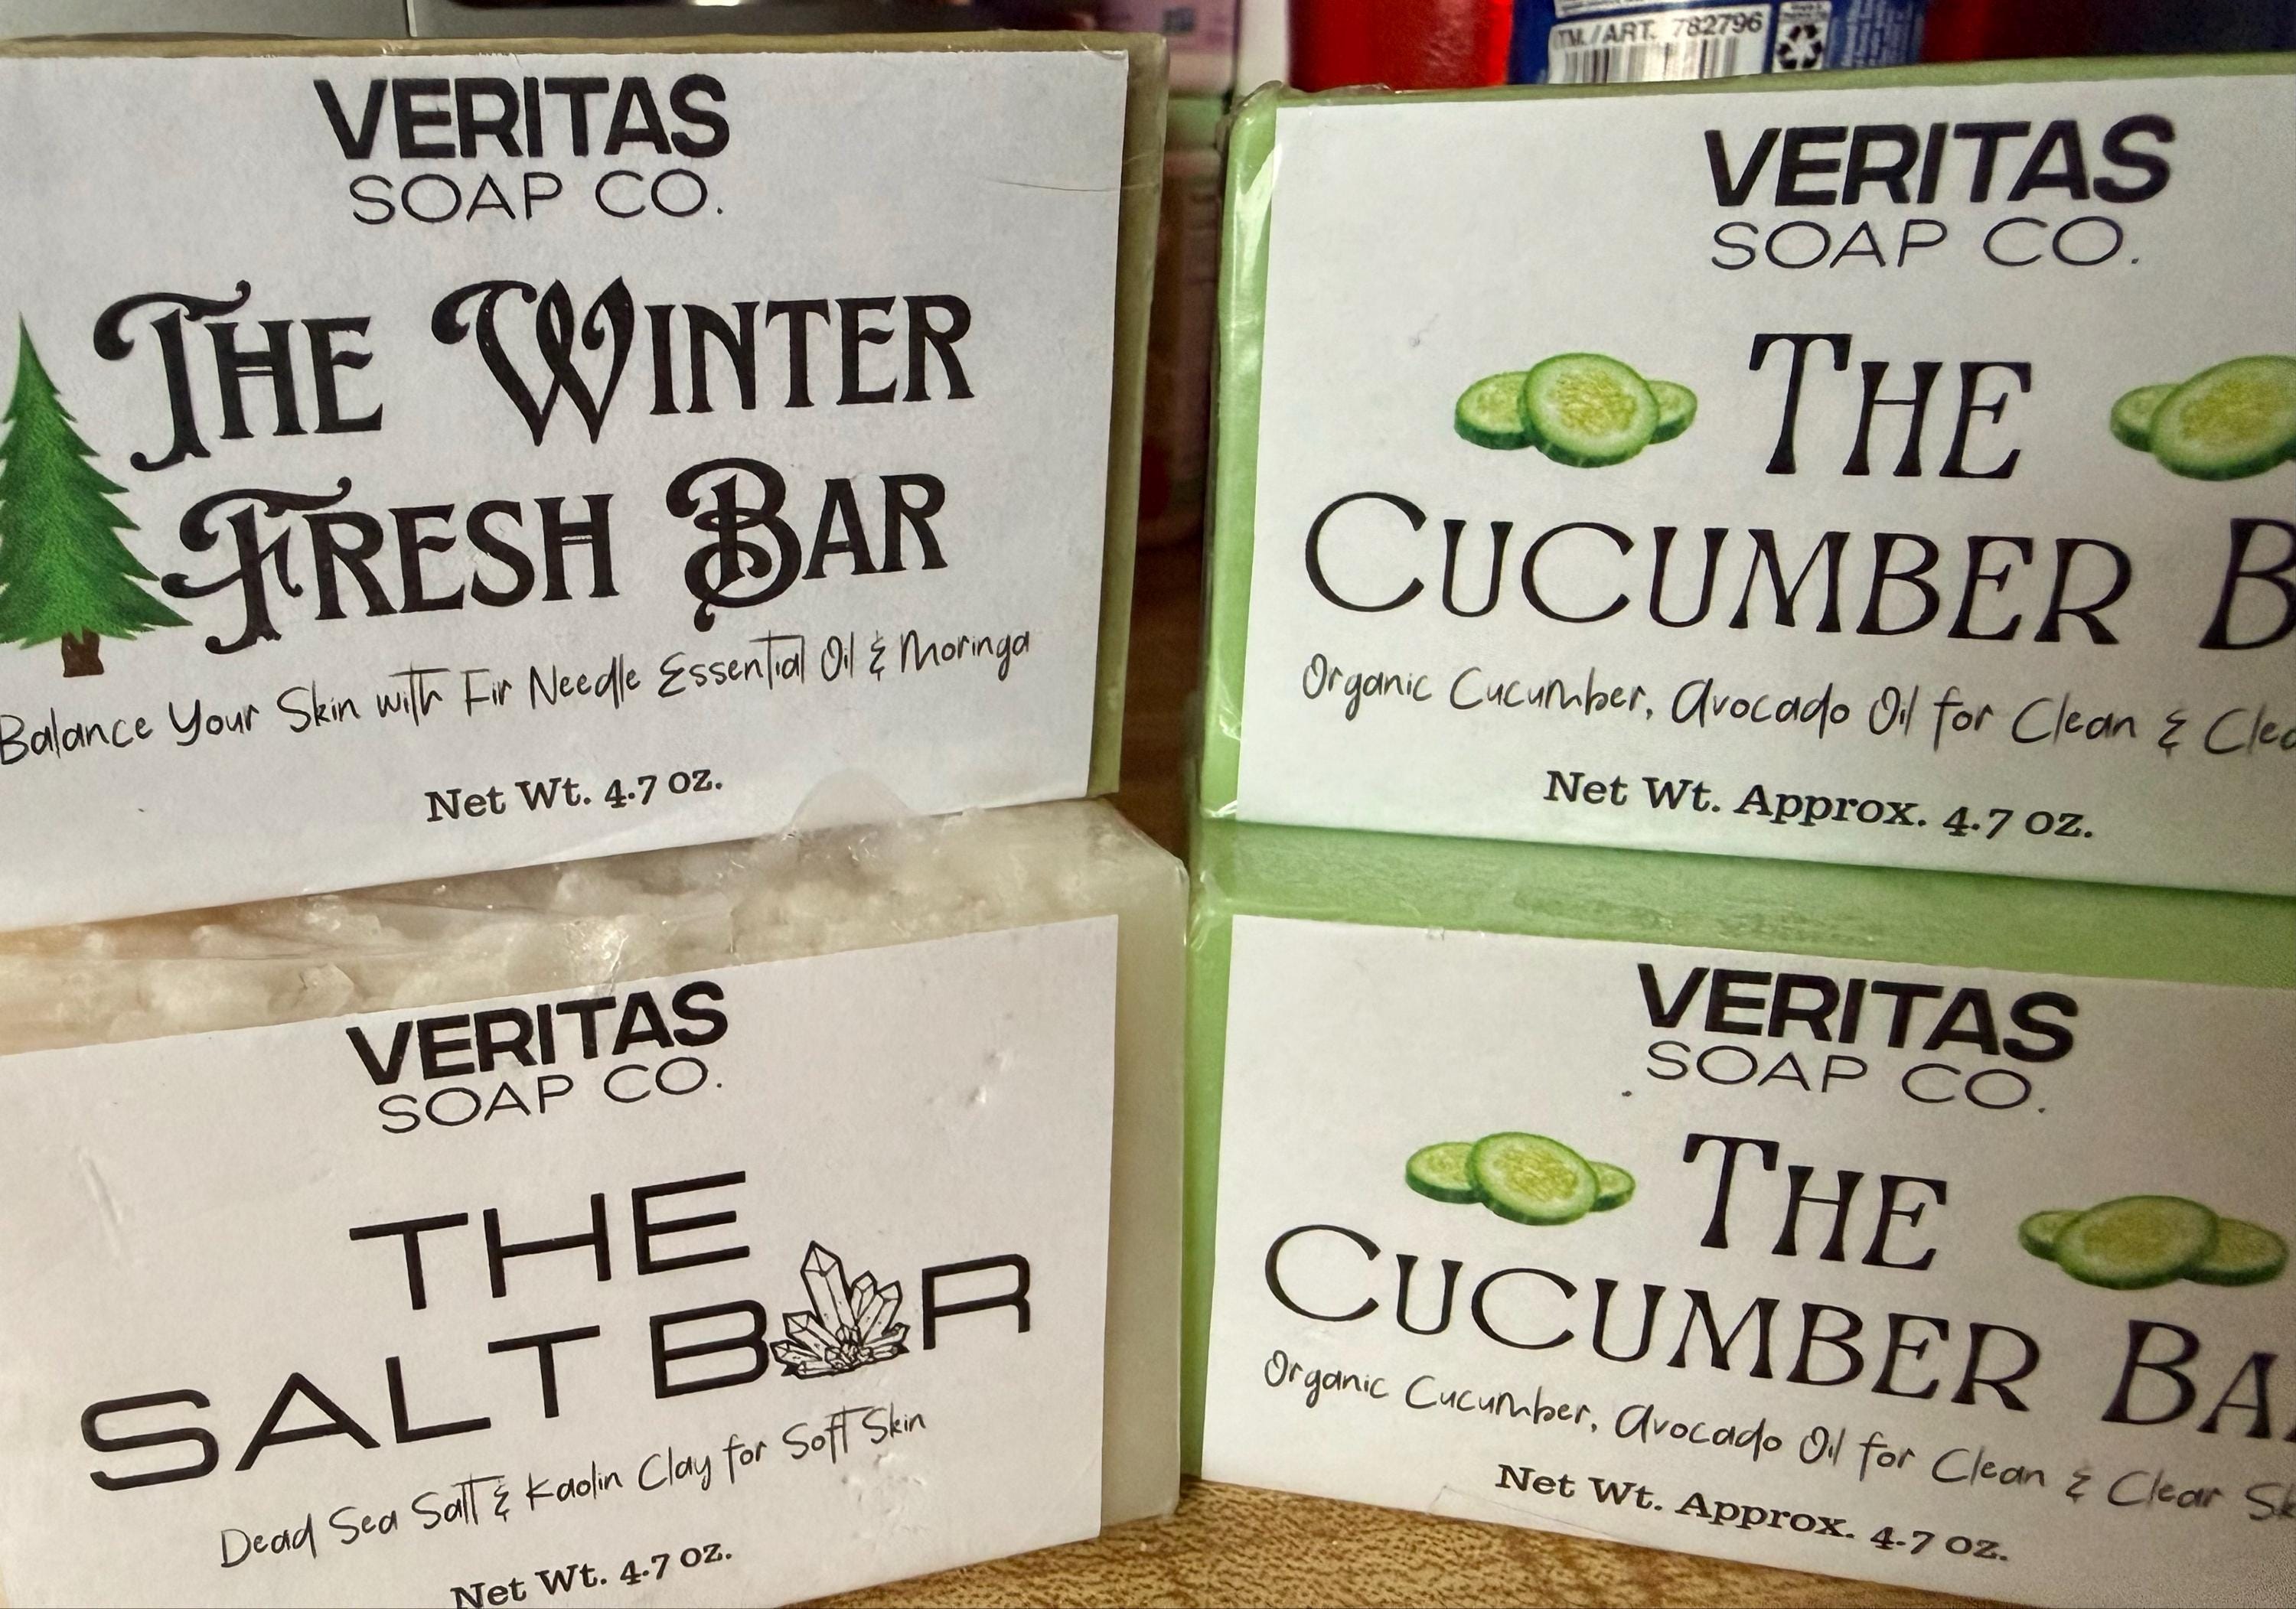 TM./ART. 782796
VERITAS
SOAP CO.
THE WINTER
FRESH BAR
Balance Your Skin with Fir Needle Essential Oil & Moringa
Net Wt. 4.7 oz.
VERITAS
SOAP CO.
THE
CUCUMBER B
Organic Cucumber, Avocado Oil for Clean & Clea
Net Wt. Approx. 4.7 oz.
VERITAS
SOAP CO.
THE
SALT B R
Dead Sea Salt & Kaolin Clay for Soft Skin
Net Wt. 4.7 oz.
VERITAS
SOAP CO.
THE
CUCUMBER BA
Organic Cucumber, Avocado Oil for Clean & Clear Sk
Net Wt. Approx. 4.7 oz.